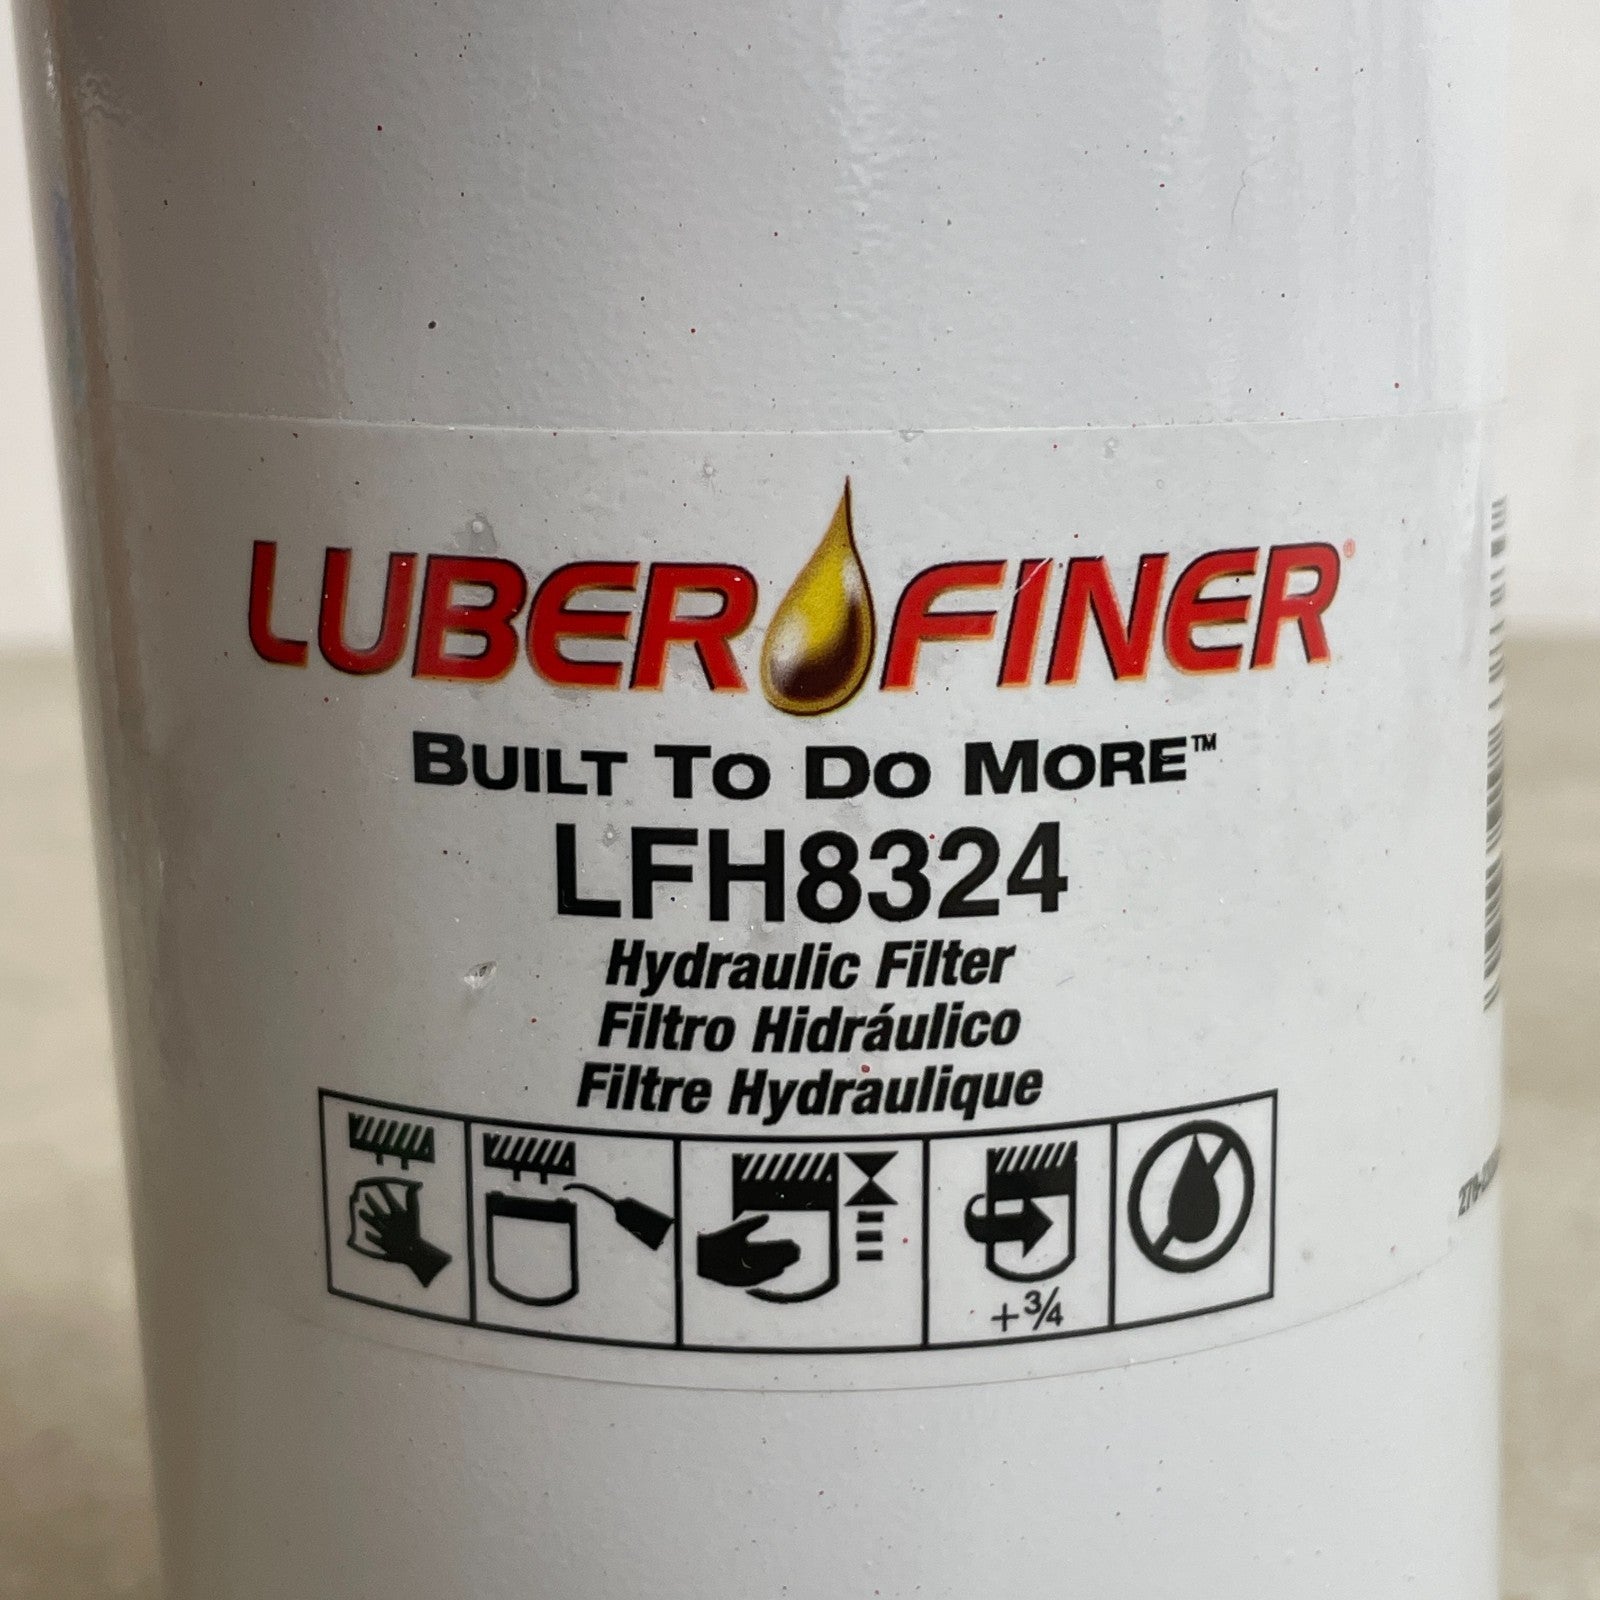 LUBER FINER®
BUILT TO DO MORE™
LFH8324
Hydraulic Filter
Filtro Hidráulico
Filtre Hydraulique
+3/4